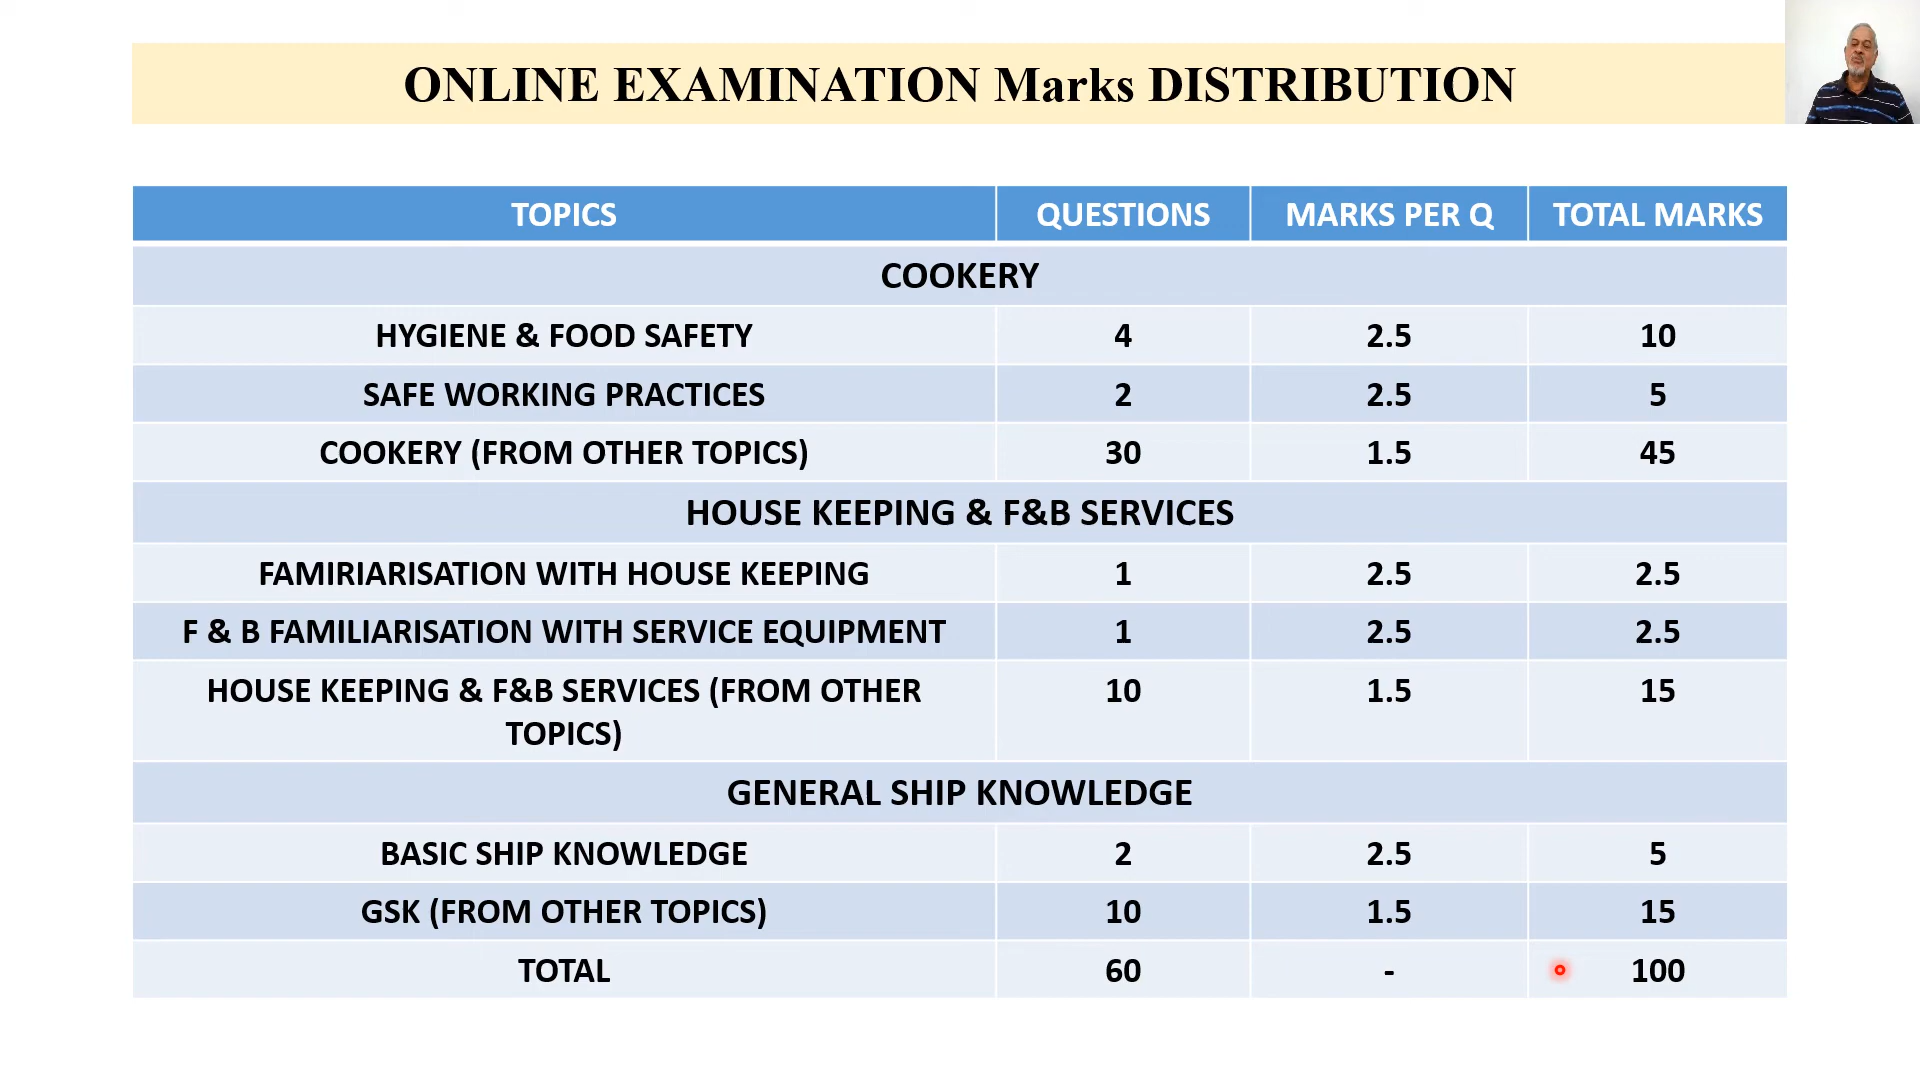 ONLINE EXAMINATION Marks DISTRIBUTION
TOPICS QUESTIONS MARKS PER Q TOTAL MARKS
COOKERY
HYGIENE & FOOD SAFETY 4 2.5 10
SAFE WORKING PRACTICES 2 2.5 5
COOKERY (FROM OTHER TOPICS) 30 1.5 45
HOUSE KEEPING & F&B SERVICES
FAMIRIARISATION WITH HOUSE KEEPING 1 2.5 2.5
F & B FAMILIARISATION WITH SERVICE EQUIPMENT 1 2.5 2.5
HOUSE KEEPING & F&B SERVICES (FROM OTHER 10 1.5 15
TOPICS)
GENERAL SHIP KNOWLEDGE
BASIC SHIP KNOWLEDGE 2 2.5 5
GSK (FROM OTHER TOPICS) 10 1.5 15
TOTAL 60 - 100